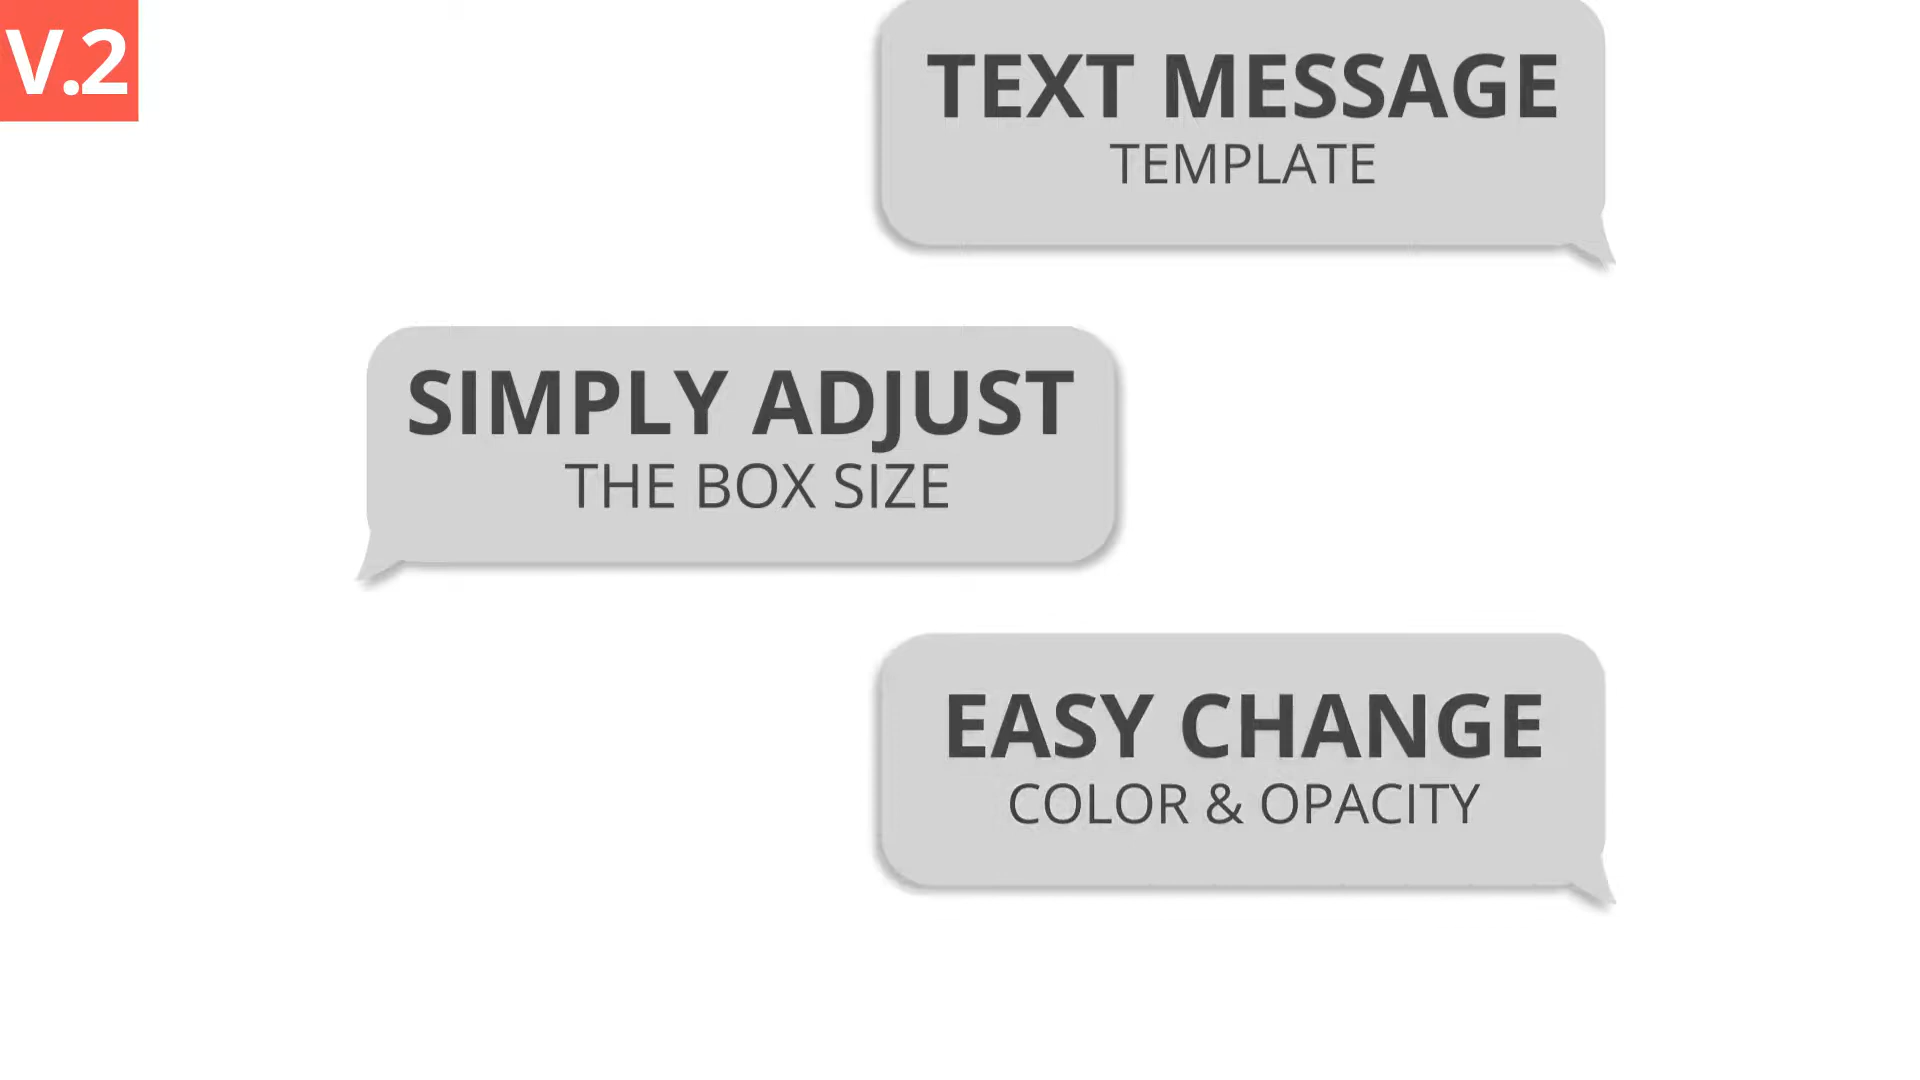 V.2
TEXT MESSAGE
TEMPLATE
SIMPLY ADJUST
THE BOX SIZE
EASY CHANGE
COLOR & OPACITY